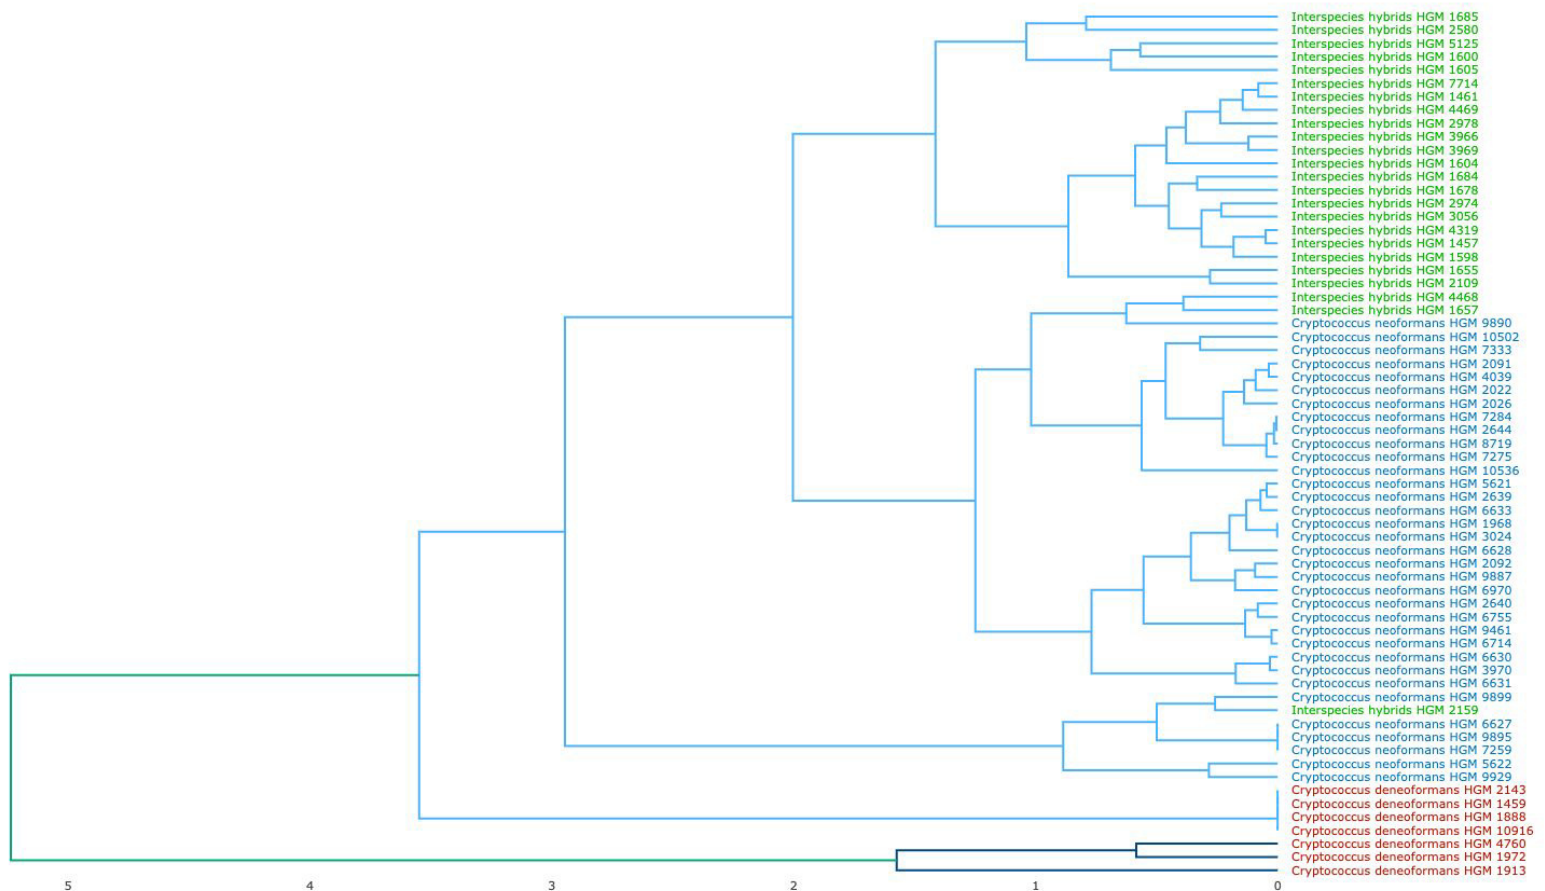 Interspecies hybrids HGM 1685
Interspecies hybrids HGM 2580
Interspecies hybrids HGM 5125
Interspecies hybrids HGM 1600
Interspecies hybrids HGM 1605
Interspecies hybrids HGM 7714
Interspecies hybrids HGM 1461
Interspecies hybrids HGM 4469
Interspecies hybrids HGM 2978
Interspecies hybrids HGM 3966
Interspecies hybrids HGM 3969
Interspecies hybrids HGM 1604
Interspecies hybrids HGM 1684
Interspecies hybrids HGM 1678
Interspecies hybrids HGM 2974
Interspecies hybrids HGM 3056
Interspecies hybrids HGM 4319
Interspecies hybrids HGM 1457
Interspecies hybrids HGM 1598
Interspecies hybrids HGM 1655
Interspecies hybrids HGM 2109
Interspecies hybrids HGM 4468
Interspecies hybrids HGM 1657
Cryptococcus neoformans HGM 9890
Cryptococcus neoformans HGM 10502
Cryptococcus neoformans HGM 7333
Cryptococcus neoformans HGM 2091
Cryptococcus neoformans HGM 4039
Cryptococcus neoformans HGM 2022
Cryptococcus neoformans HGM 2026
Cryptococcus neoformans HGM 7284
Cryptococcus neoformans HGM 2644
Cryptococcus neoformans HGM 8719
Cryptococcus neoformans HGM 7275
Cryptococcus neoformans HGM 10536
Cryptococcus neoformans HGM 5621
Cryptococcus neoformans HGM 2639
Cryptococcus neoformans HGM 6633
Cryptococcus neoformans HGM 1968
Cryptococcus neoformans HGM 3024
Cryptococcus neoformans HGM 6628
Cryptococcus neoformans HGM 2092
Cryptococcus neoformans HGM 9887
Cryptococcus neoformans HGM 6970
Cryptococcus neoformans HGM 2640
Cryptococcus neoformans HGM 6755
Cryptococcus neoformans HGM 9461
Cryptococcus neoformans HGM 6714
Cryptococcus neoformans HGM 6630
Cryptococcus neoformans HGM 3970
Cryptococcus neoformans HGM 6631
Cryptococcus neoformans HGM 9899
Interspecies hybrids HGM 2159
Cryptococcus neoformans HGM 6627
Cryptococcus neoformans HGM 9895
Cryptococcus neoformans HGM 7259
Cryptococcus neoformans HGM 5622
Cryptococcus neoformans HGM 9929
Cryptococcus deneoformans HGM 2143
Cryptococcus deneoformans HGM 1459
Cryptococcus deneoformans HGM 1888
Cryptococcus deneoformans HGM 10916
Cryptococcus deneoformans HGM 4760
Cryptococcus deneoformans HGM 1972
Cryptococcus deneoformans HGM 1913
5 4 3 2 1 0